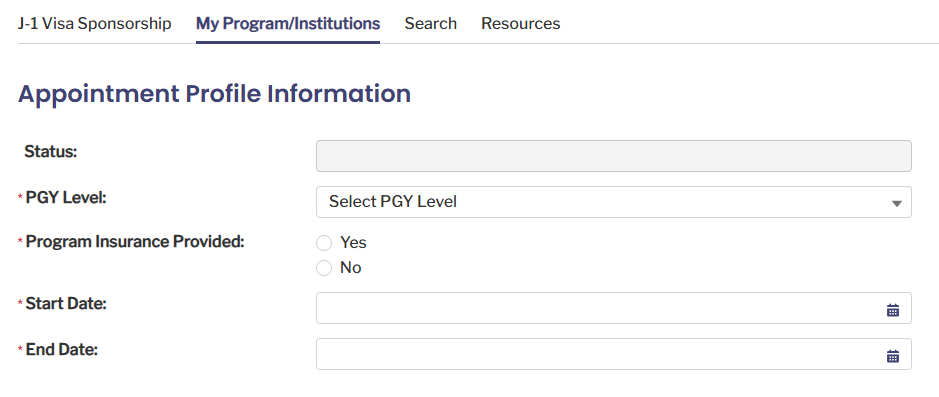 J-1 Visa Sponsorship My Program/Institutions Search Resources
Appointment Profile Information
Status:
* PGY Level: Select PGY Level
* Program Insurance Provided: Yes
No
* Start Date:
* End Date: